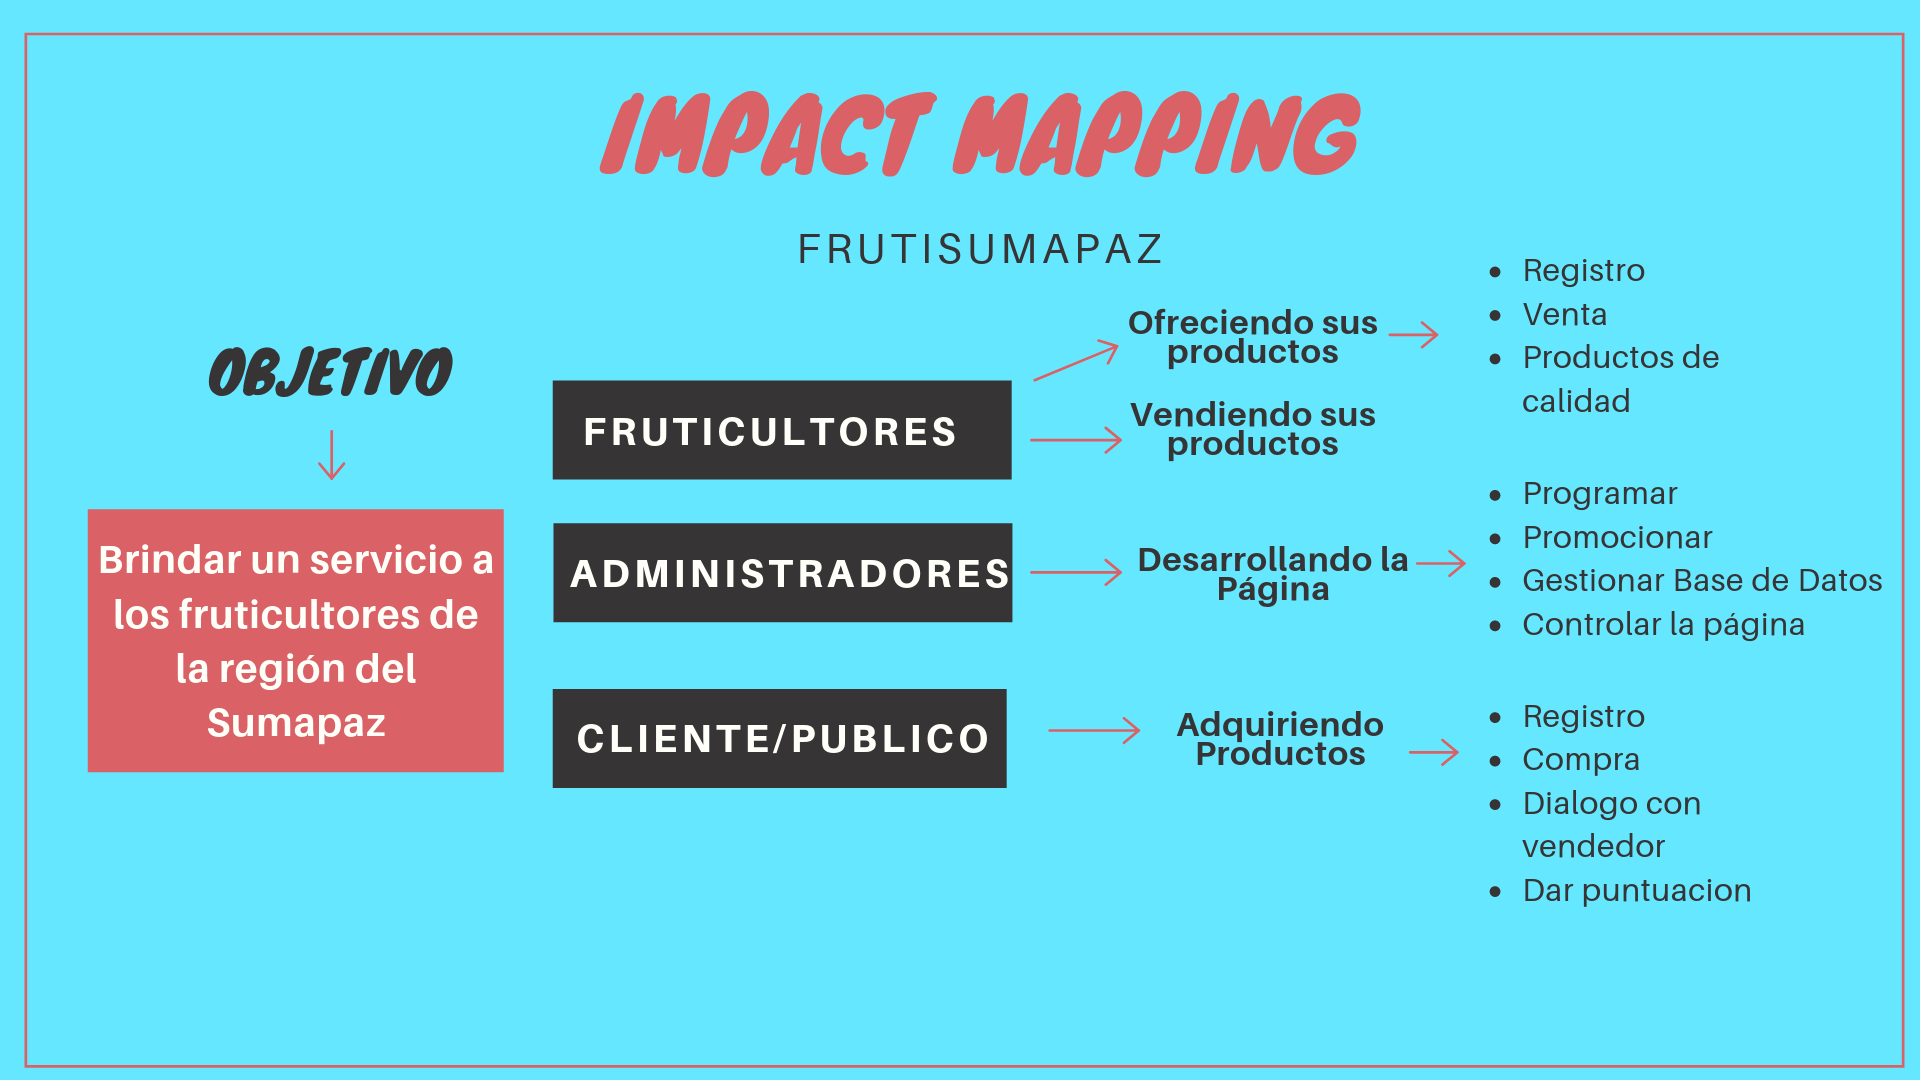 IMPACT MAPPING
FRUTISUMAPAZ
OBJETIVO
Brindar un servicio a
los fruticultores de
la región del
Sumapaz
FRUTICULTORES
Ofreciendo sus
productos
Vendiendo sus
productos
• Registro
• Venta
• Productos de
calidad
ADMINISTRADORES
Desarrollando la
Página
• Programar
• Promocionar
• Gestionar Base de Datos
• Controlar la página
CLIENTE/PUBLICO
Adquiriendo
Productos
• Registro
• Compra
• Dialogo con
vendedor
• Dar puntuacion